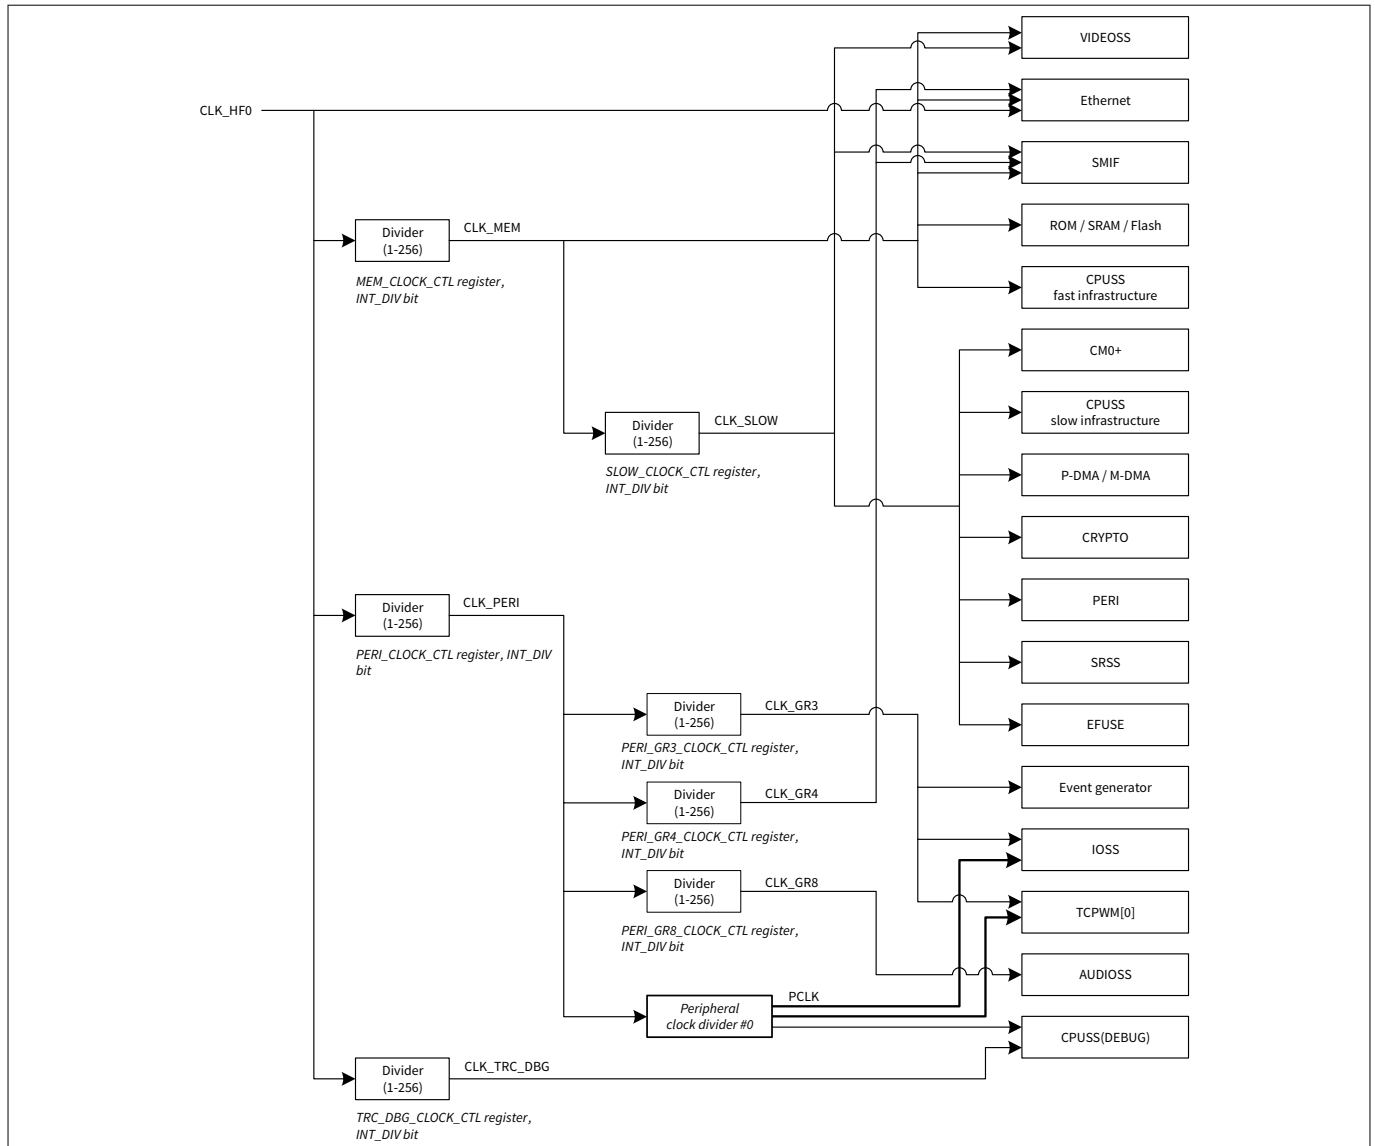 VIDEOSS
Ethernet
CLK_HF0
SMIF
ROM / SRAM / Flash
CLK_MEM
Divider
(1-256)
MEM_CLOCK_CTL register,
INT_DIV bit
CPUSS
fast infrastructure
CM0+
CPUSS
slow infrastructure
CLK_SLOW
Divider
(1-256)
SLOW_CLOCK_CTL register,
INT_DIV bit
P-DMA / M-DMA
CRYPTO
PERI
CLK_PERI
Divider
(1-256)
PERI_CLOCK_CTL register, INT_DIV
bit
SRSS
EFUSE
CLK_GR3
Divider
(1-256)
PERI_GR3_CLOCK_CTL register,
INT_DIV bit
Event generator
CLK_GR4
Divider
(1-256)
PERI_GR4_CLOCK_CTL register,
INT_DIV bit
IOSS
CLK_GR8
Divider
(1-256)
PERI_GR8_CLOCK_CTL register,
INT_DIV bit
TCPWM[0]
AUDIOSS
PCLK
Peripheral
clock divider #0
CPUSS(DEBUG)
CLK_TRC_DBG
Divider
(1-256)
TRC_DBG_CLOCK_CTL register,
INT_DIV bit